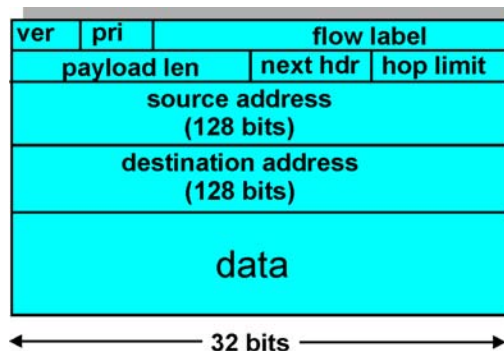 ver pri flow label
payload len next hdr hop limit
source address
(128 bits)
destination address
(128 bits)
data
32 bits